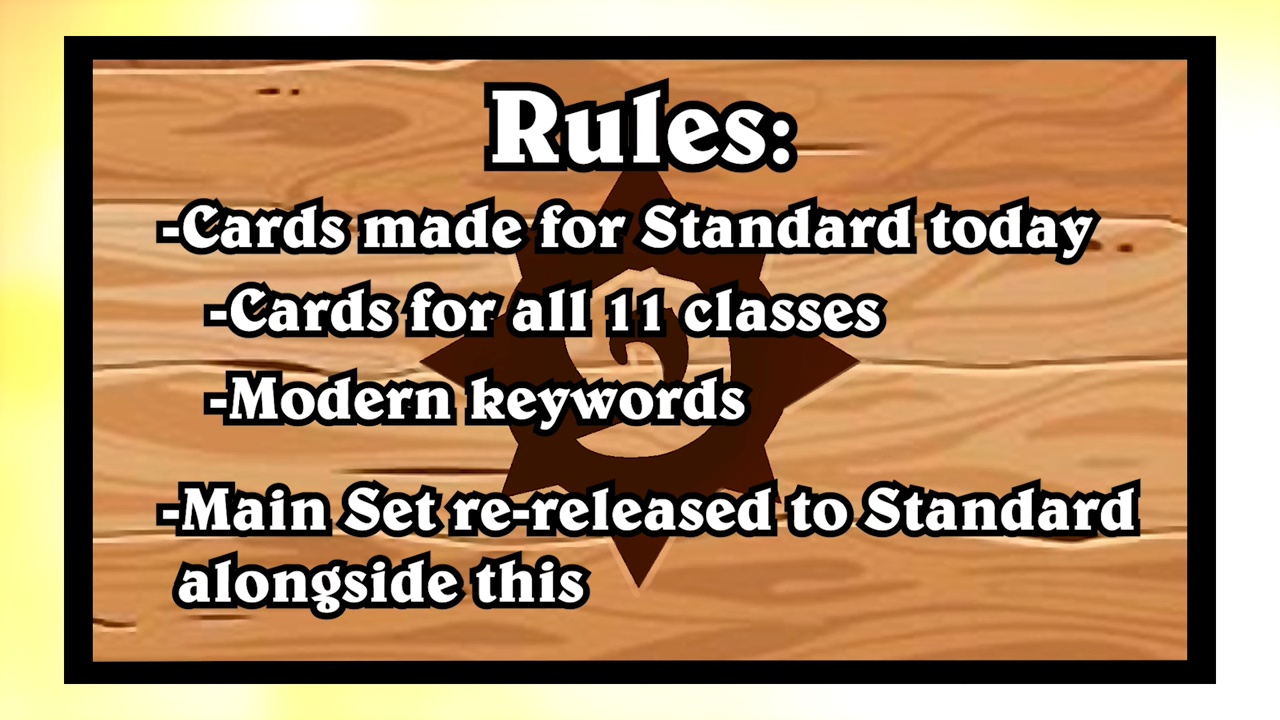 Rules:
-Cards made for Standard today
-Cards for all 11 classes
-Modern keywords
-Main Set re-released to Standard
alongside this